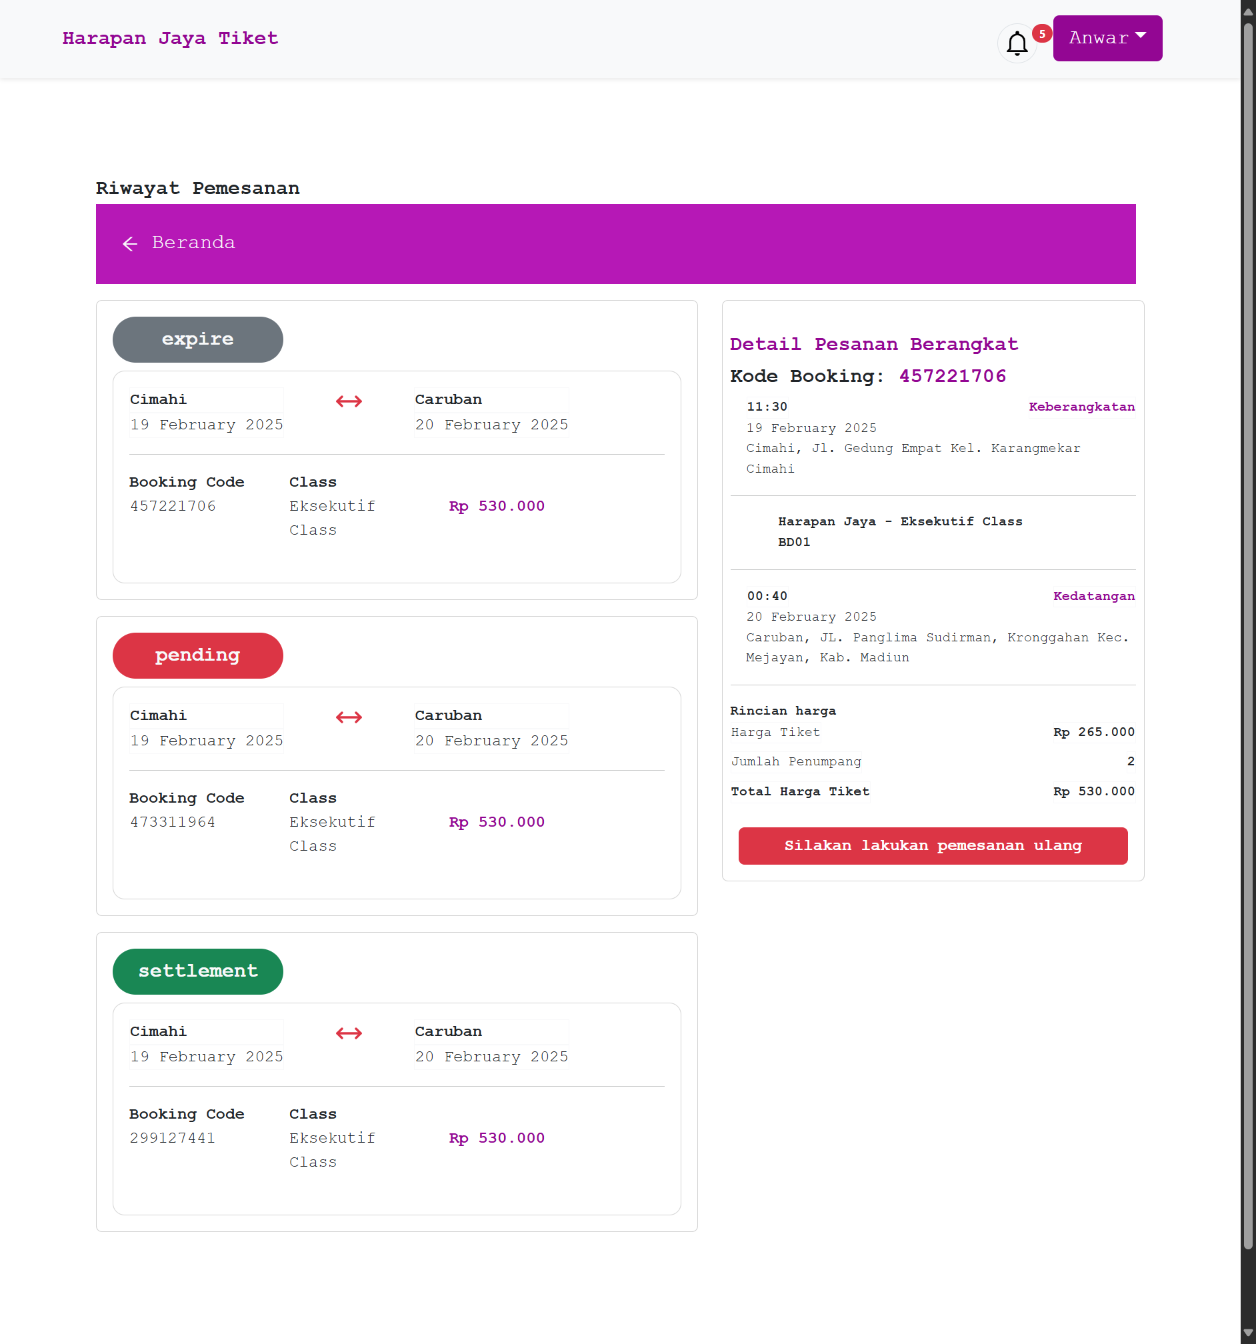 Harapan Jaya Tiket
5
Anwar
Riwayat Pemesanan
Beranda
expire
Cimahi
Caruban
19 February 2025
20 February 2025
Booking Code
Class
457221706
Eksekutif
Class
Rp 530.000
pending
Cimahi
Caruban
19 February 2025
20 February 2025
Booking Code
Class
473311964
Eksekutif
Class
Rp 530.000
settlement
Cimahi
Caruban
19 February 2025
20 February 2025
Booking Code
Class
299127441
Eksekutif
Class
Rp 530.000
Detail Pesanan Berangkat
Kode Booking: 457221706
11:30 Keberangkatan
19 February 2025
Cimahi, Jl. Gedung Empat Kel. Karangmekar
Cimahi
Harapan Jaya - Eksekutif Class
BD01
00:40 Kedatangan
20 February 2025
Caruban, JL. Panglima Sudirman, Kronggahan Kec.
Mejayan, Kab. Madiun
Rincian harga
Harga Tiket Rp 265.000
Jumlah Penumpang 2
Total Harga Tiket Rp 530.000
Silakan lakukan pemesanan ulang